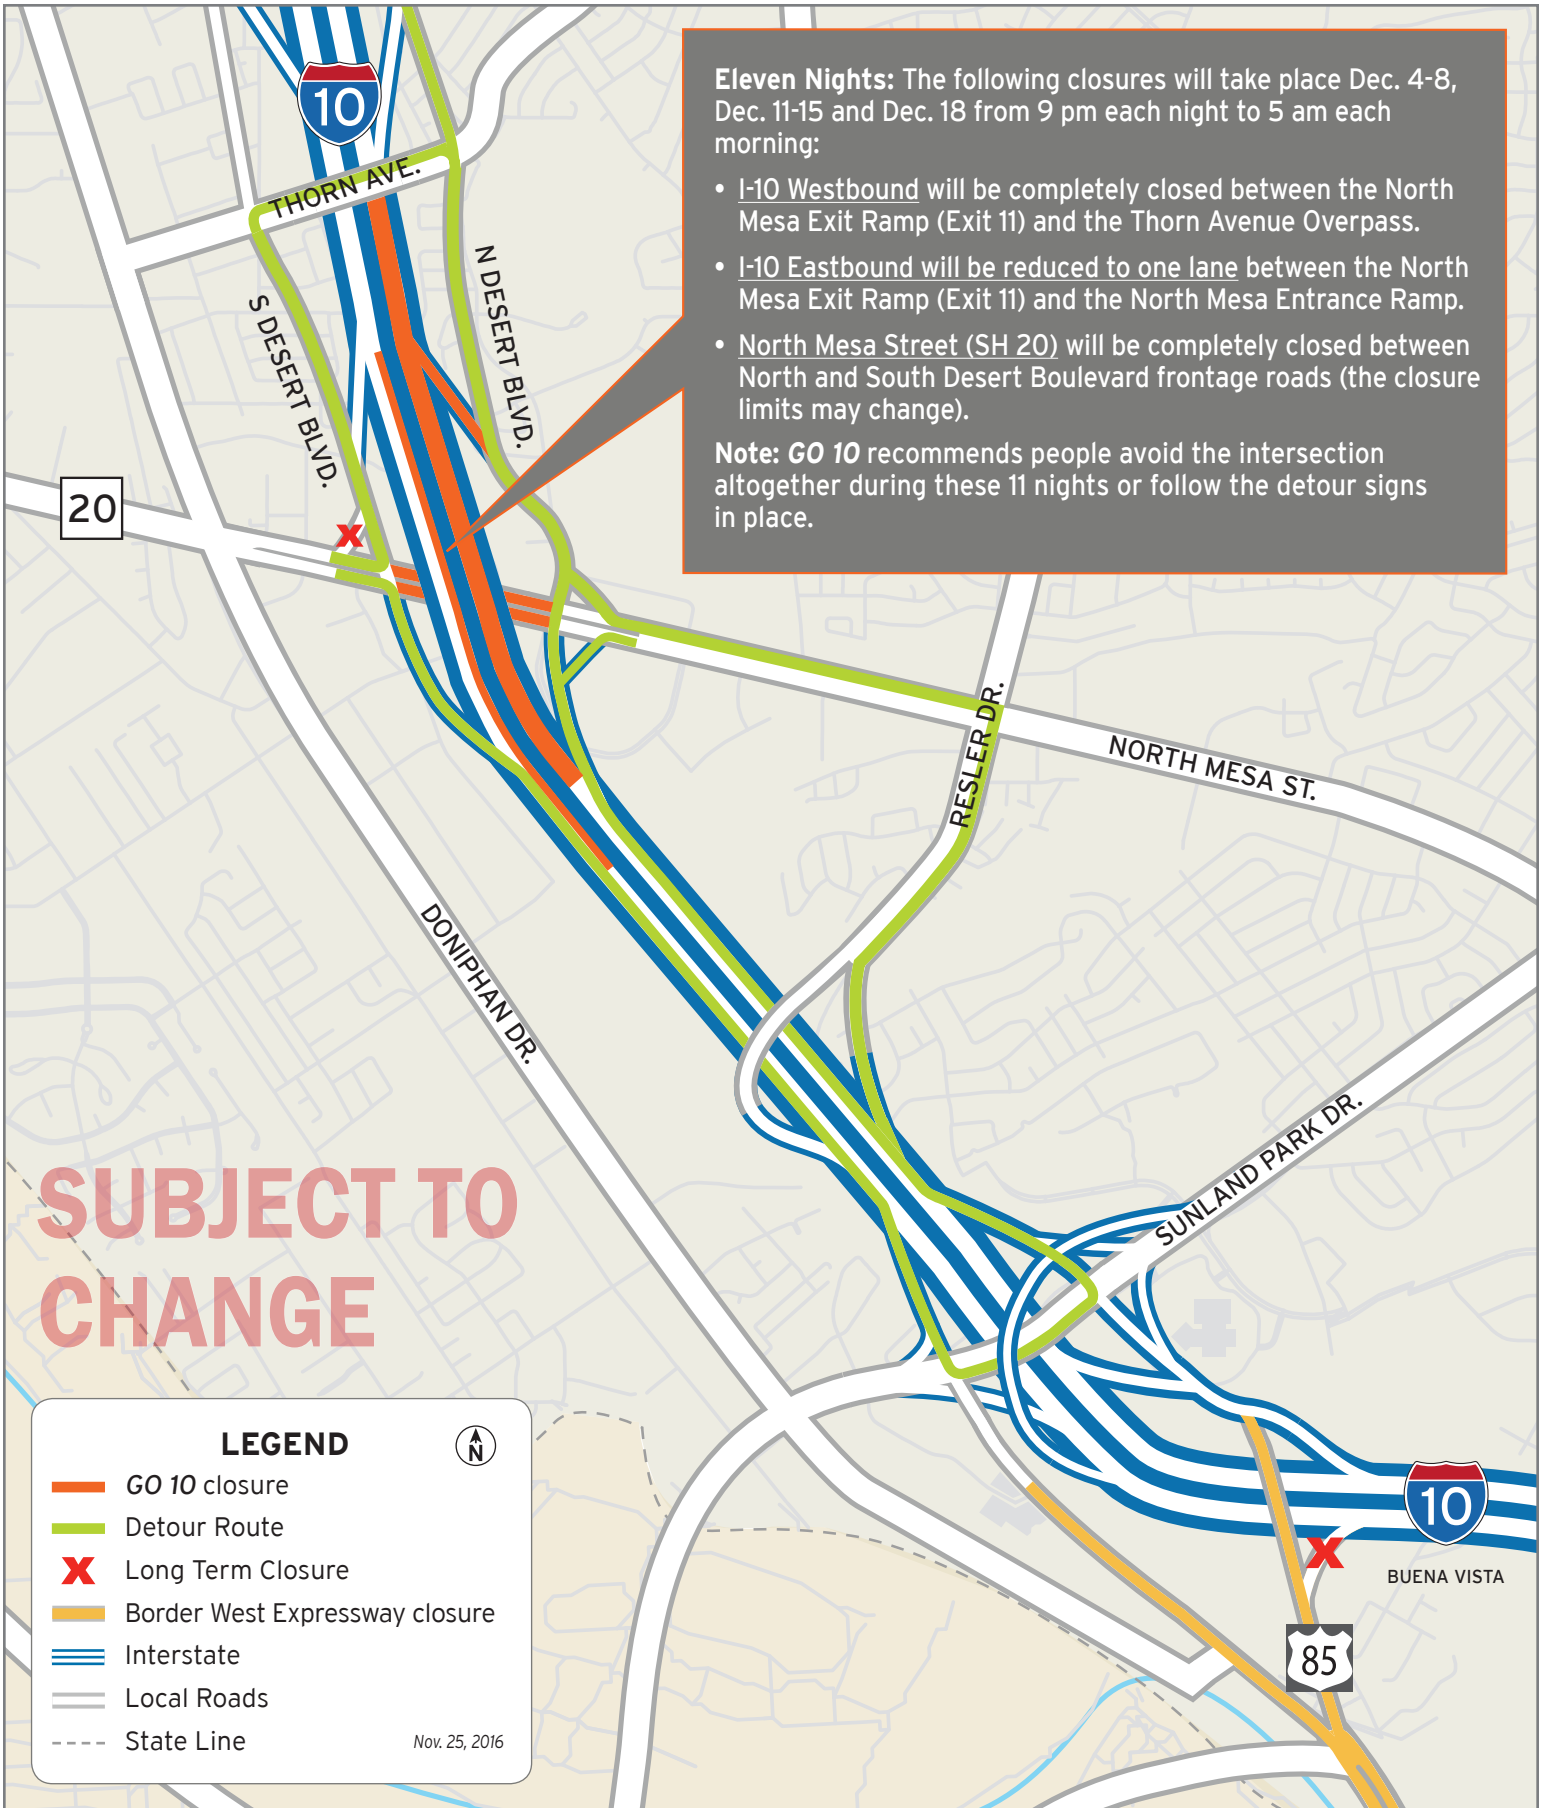 10
Eleven Nights: The following closures will take place Dec. 4-8,
Dec. 11-15 and Dec. 18 from 9 pm each night to 5 am each
morning:
• I-10 Westbound will be completely closed between the North
Mesa Exit Ramp (Exit 11) and the Thorn Avenue Overpass.
• I-10 Eastbound will be reduced to one lane between the North
Mesa Exit Ramp (Exit 11) and the North Mesa Entrance Ramp.
• North Mesa Street (SH 20) will be completely closed between
North and South Desert Boulevard frontage roads (the closure
limits may change).
Note: GO 10 recommends people avoid the intersection
altogether during these 11 nights or follow the detour signs
in place.
THORN AVE.
N DESERT BLVD.
S DESERT BLVD.
20
X
RESLER DR.
NORTH MESA ST.
DONIPHAN DR.
SUNLAND PARK DR.
SUBJECT TO
CHANGE
10
X
BUENA VISTA
85
LEGEND
N
GO 10 closure
Detour Route
X Long Term Closure
Border West Expressway closure
Interstate
Local Roads
State Line
Nov. 25, 2016